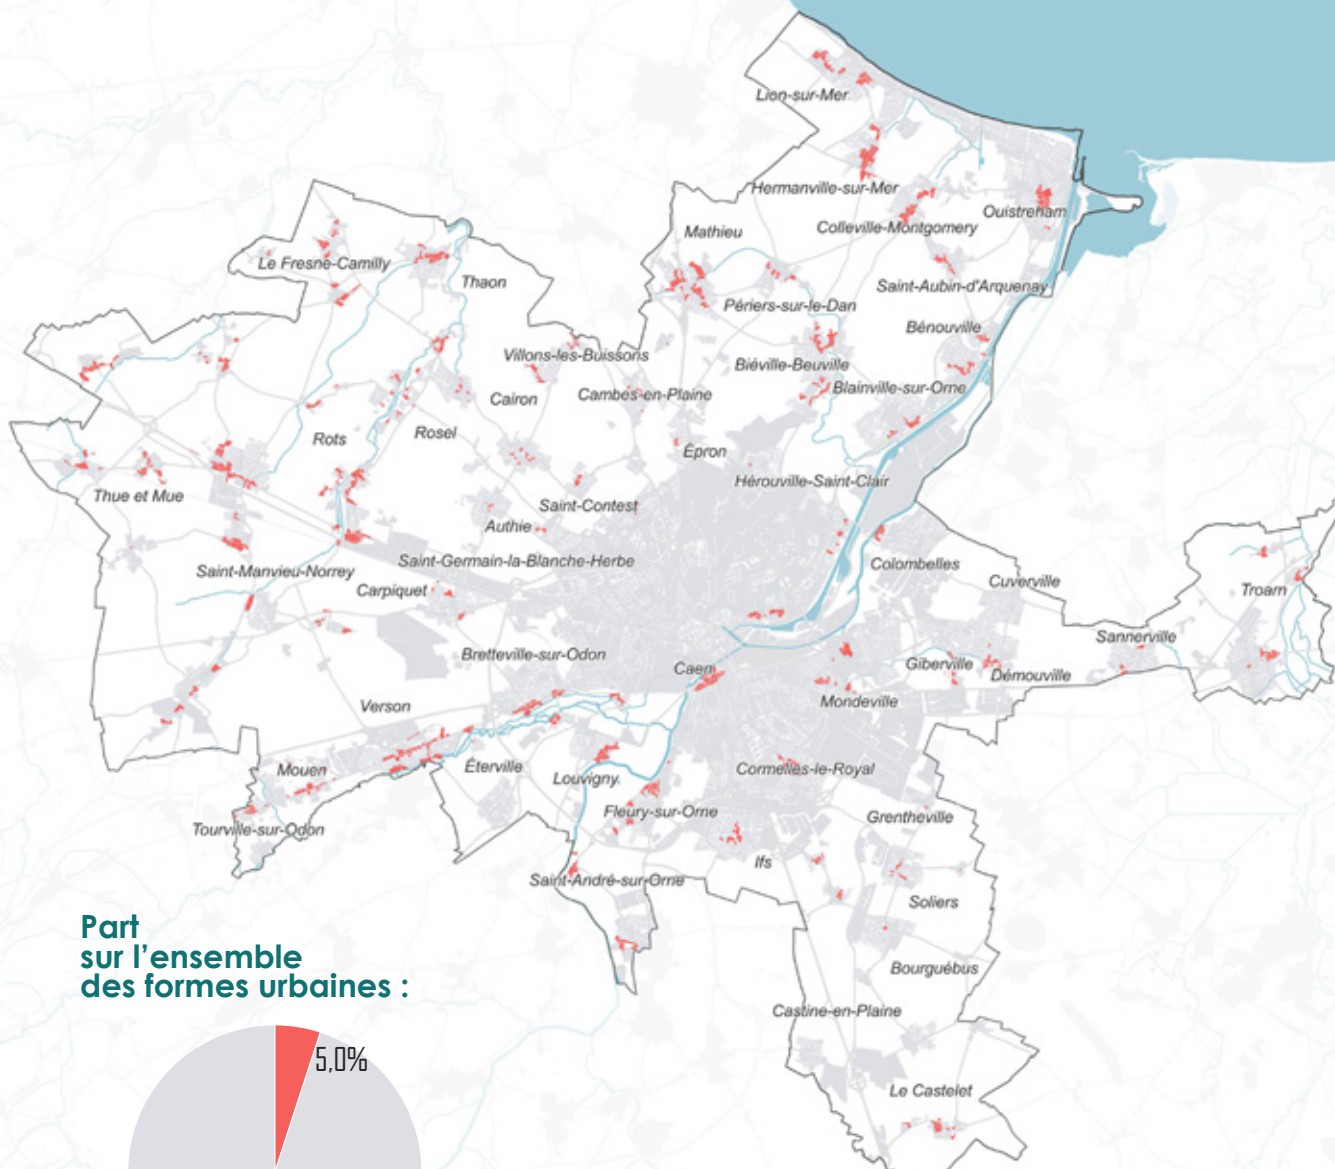 Lion-sur-Mer
Hermanville-sur-Mer
Ouistreham
Colleville-Montgomery
Mathieu
Le Fresne-Camilly
Thaon
Saint-Aubin-d'Arquenay
Périers-sur-le-Dan
Bénouville
Villons-les-Buissons
Biéville-Beuville
Blainville-sur-Orne
Cambes-en-Plaine
Cairon
Rosel
Rots
Épron
Hérouville-Saint-Clair
Thue et Mue
Saint-Contest
Authie
Saint-Germain-la-Blanche-Herbe
Colombelles
Saint-Manvieu-Norrey
Cuverville
Carpiquet
Troarn
Sannerville
Bretteville-sur-Odon
Giberville
Caen
Démouville
Mondeville
Verson
Éterville
Mouen
Cormelles-le-Royal
Louvigny
Fleury-sur-Orne
Grentheville
Tourville-sur-Odon
Ifs
Saint-André-sur-Orne
Soliers
Bourguébus
Castine-en-Plaine
Le Castelet
Part
sur l'ensemble
des formes urbaines :
5,0%